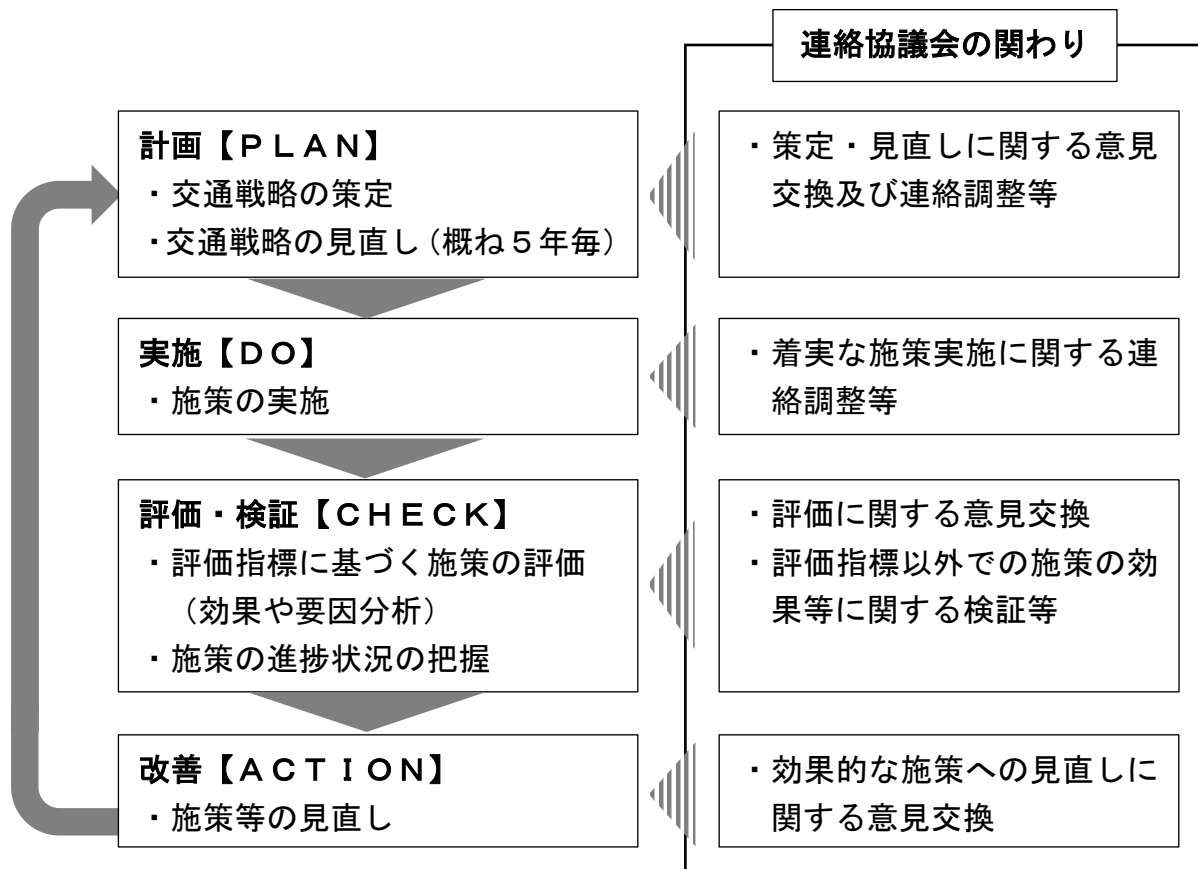 連絡協議会の関わり
計画【ＰＬＡＮ】
・交通戦略の策定
・交通戦略の見直し（概ね５年毎）
・策定・見直しに関する意見
交換及び連絡調整等
実施【ＤＯ】
・施策の実施
・着実な施策実施に関する連
絡調整等
評価・検証【ＣＨＥＣＫ】
・評価指標に基づく施策の評価
（効果や要因分析）
・施策の進捗状況の把握
・評価に関する意見交換
・評価指標以外での施策の効
果等に関する検証等
改善【ＡＣＴＩＯＮ】
・施策等の見直し
・効果的な施策への見直しに
関する意見交換